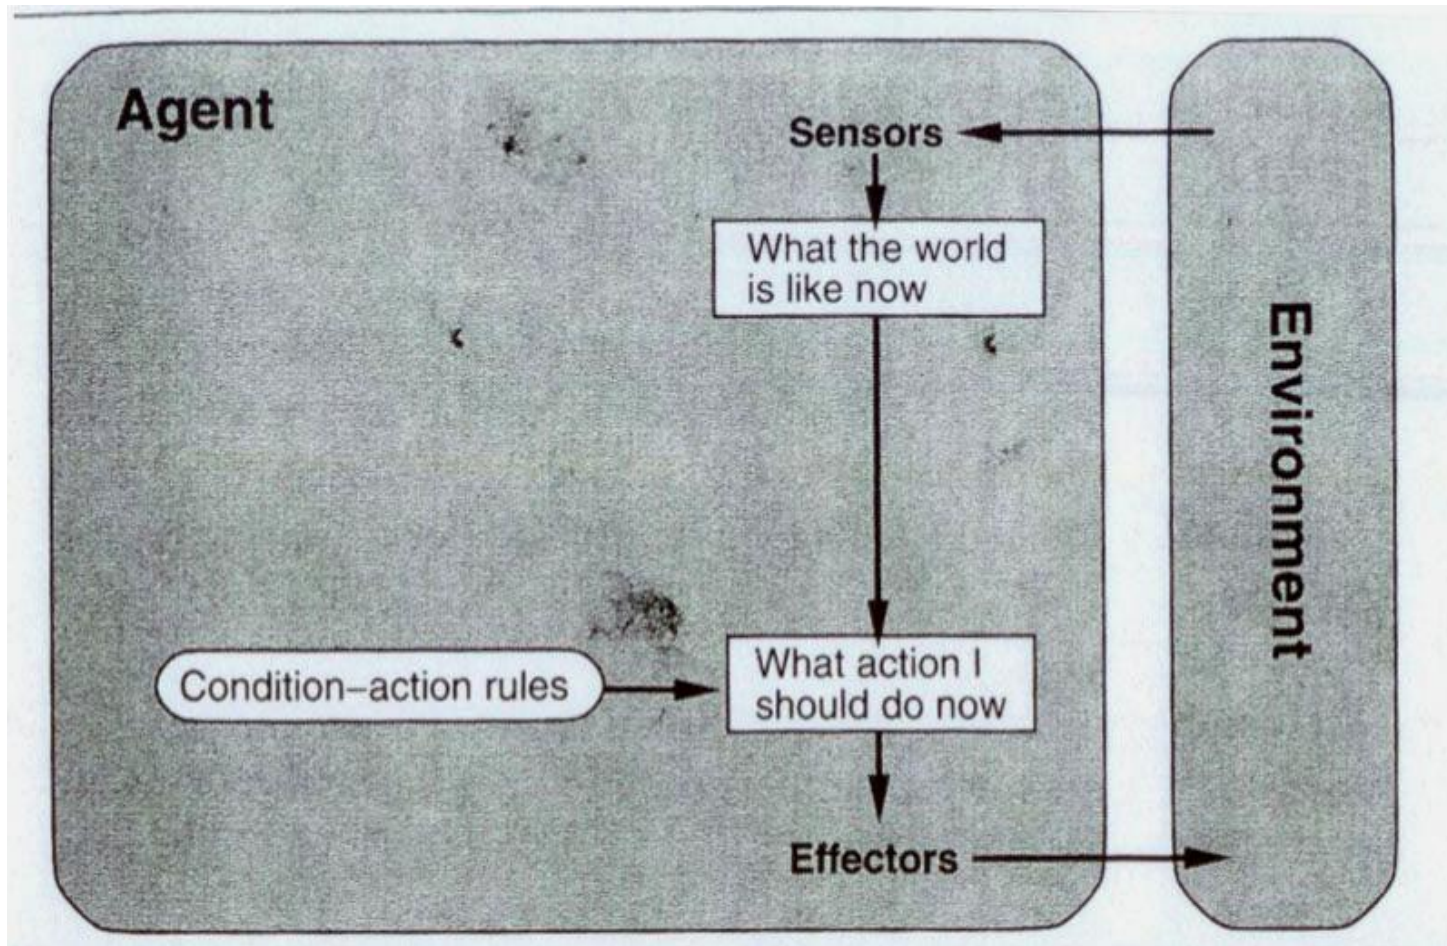 Agent
Sensors
What the world
is like now
Environment
Condition–action rules
What action I
should do now
Effectors